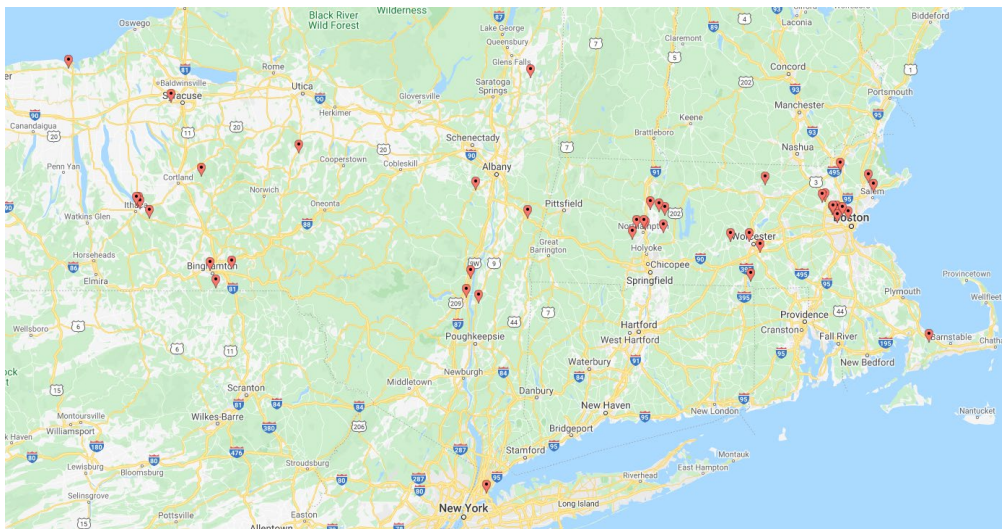 Oswego
Black River
Wild Forest
Wilderness
Lake George
Queensbury
Glens Falls
Claremont
Laconia
Biddeford
Baldwinsville
Syracuse
Rome
Utica
Herkimer
Gloversville
Saratoga
Springs
Concord
Portsmouth
Manchester
Canandaigua
Penn Yan
Cortland
Norwich
Cooperstown
Cobleskill
Schenectady
Albany
Brattleboro
Keene
Nashua
Watkins Glen
Ithaca
Oneonta
Pittsfield
Great
Barrington
Northampton
Holyoke
Chicopee
Springfield
Worcester
Salem
Boston
Horseheads
Elmira
Binghamton
Provincetown
Wellfleet
Plymouth
Wellsboro
Poughkeepsie
Hartford
West Hartford
Providence
Cranston
Fall River
New Bedford
Barnstable
Chatha
Scranton
Middletown
Newburgh
Waterbury
Danbury
New Haven
New London
Nantucket
Montoursville
Williamsport
Wilkes-Barre
Bridgeport
Stamford
Montauk
East Hampton
Riverhead
Long Island
k Haven
Lewisburg
Bloomsburg
Stroudsburg
Selinsgrove
Pottsville
Easton
Allentown
New York